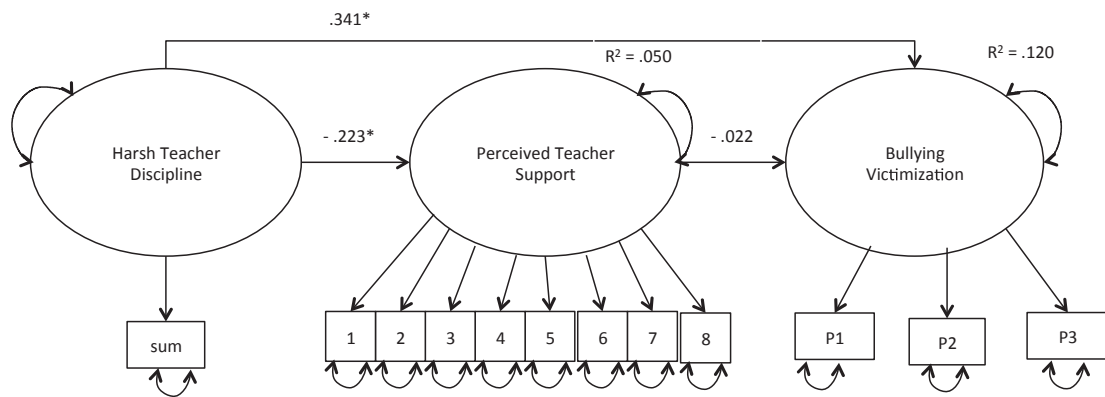 .341*
R² = .050
R² = .120
Harsh Teacher
Discipline
- .223*
Perceived Teacher
Support
- .022
Bullying
Victimization
sum
1 2 3 4 5 6 7 8
P1 P2 P3